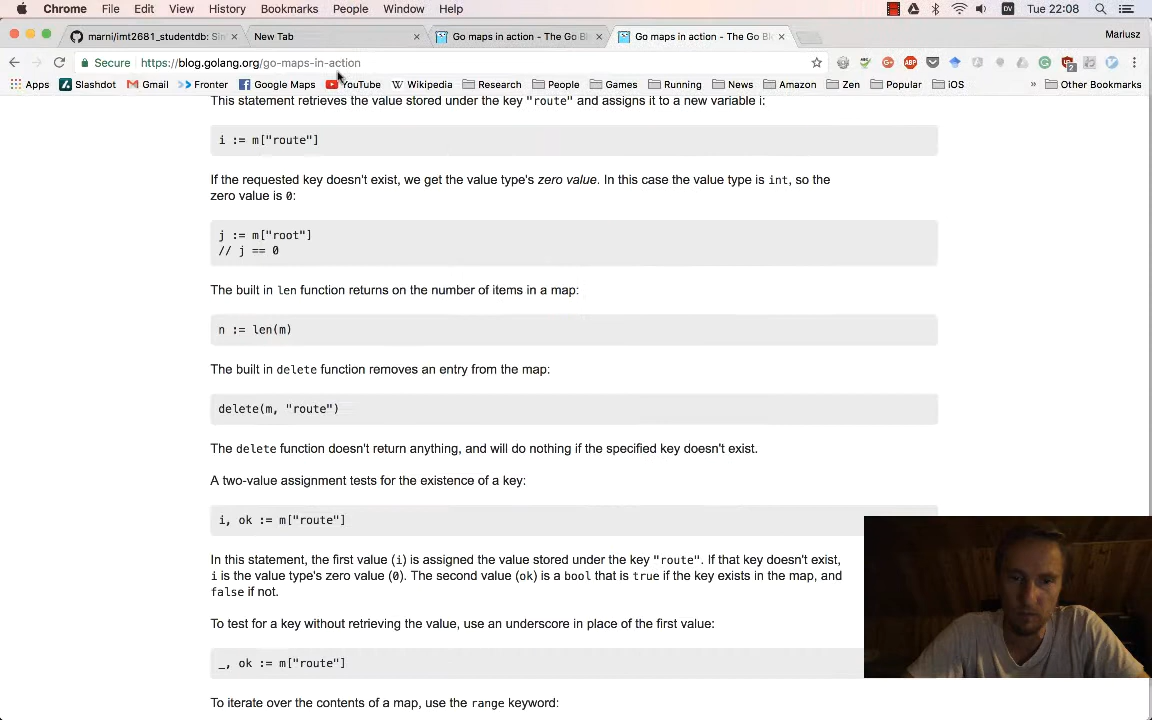 Chrome File Edit View History Bookmarks People Window Help Tue 22:08
marni/imt2681_studentdb: Sim New Tab Go maps in action - The Go B Go maps in action - The Go Bl Mariusz
Secure https://blog.golang.org/go-maps-in-action
Apps Slashdot Gmail Fronter Google Maps YouTube Wikipedia Research People Games Running News Amazon Zen Popular iOS » Other Bookmarks
This statement retrieves the value stored under the key "route" and assigns it to a new variable i:
i := m["route"]
If the requested key doesn't exist, we get the value type's zero value. In this case the value type is int, so the
zero value is 0:
j := m["root"]
// j == 0
The built in len function returns on the number of items in a map:
n := len(m)
The built in delete function removes an entry from the map:
delete(m, "route")
The delete function doesn't return anything, and will do nothing if the specified key doesn't exist.
A two-value assignment tests for the existence of a key:
i, ok := m["route"]
In this statement, the first value (i) is assigned the value stored under the key "route". If that key doesn't exist,
i is the value type's zero value (0). The second value (ok) is a bool that is true if the key exists in the map, and
false if not.
To test for a key without retrieving the value, use an underscore in place of the first value:
_, ok := m["route"]
To iterate over the contents of a map, use the range keyword: